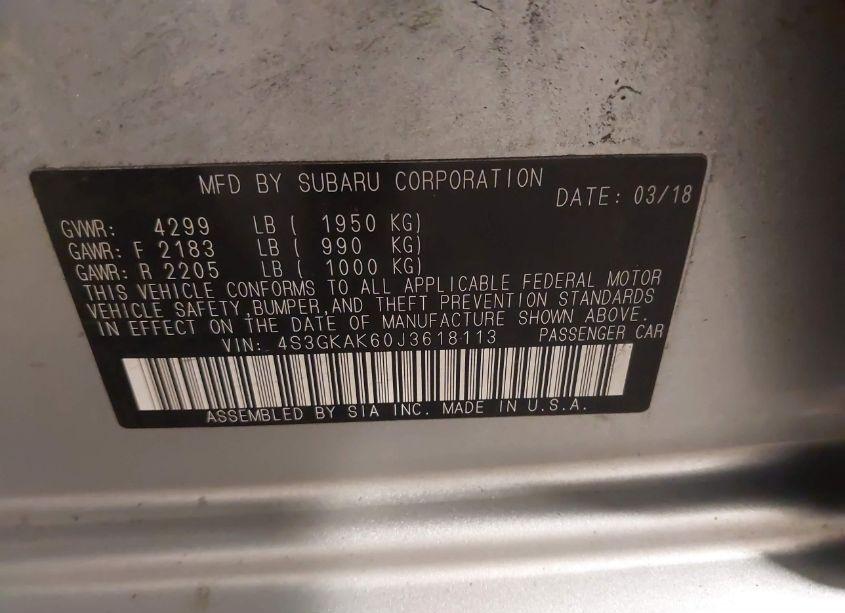 MFD BY SUBARU CORPORATION
DATE: 03/18
GVWR: 4299 LB ( 1950 KG)
GAWR: F 2183 LB ( 990 KG)
GAWR: R 2205 LB ( 1000 KG)
THIS VEHICLE CONFORMS TO ALL APPLICABLE FEDERAL MOTOR
VEHICLE SAFETY,BUMPER,AND THEFT PREVENTION STANDARDS
IN EFFECT ON THE DATE OF MANUFACTURE SHOWN ABOVE.
VIN: 4S3GKAK60J3618113 PASSENGER CAR
ASSEMBLED BY SIA INC. MADE IN U.S.A.